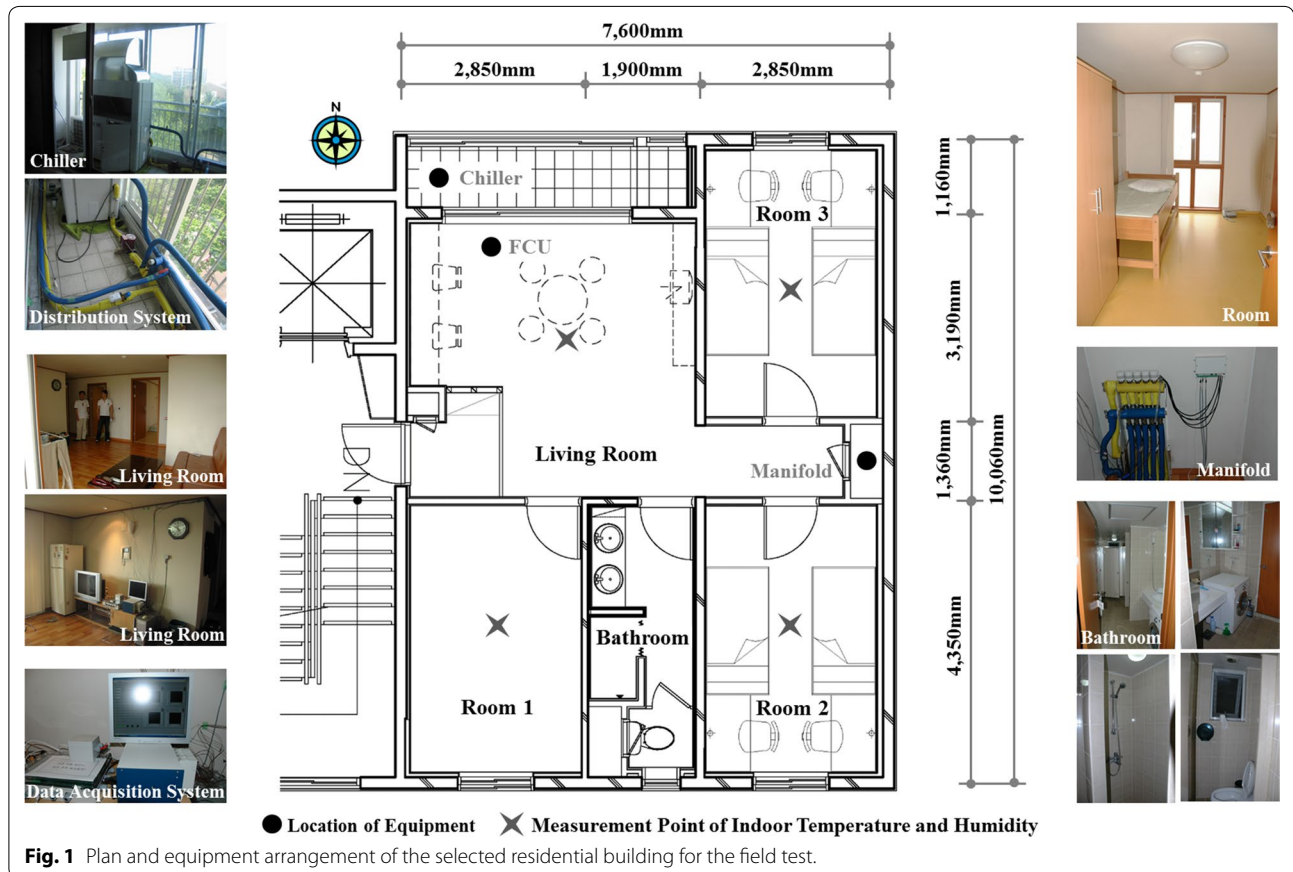 7,600mm
2,850mm
1,900mm
2,850mm
N
Chiller
Distribution System
Living Room
Living Room
Data Acquisition System
Chiller
FCU
Room 3
Living Room
Manifold
DN
Room 1
Bathroom
Room 2
1,160mm
3,190mm
1,360mm
10,060mm
4,350mm
Room
Manifold
Bathroom
Location of Equipment
Measurement Point of Indoor Temperature and Humidity
Fig. 1 Plan and equipment arrangement of the selected residential building for the field test.